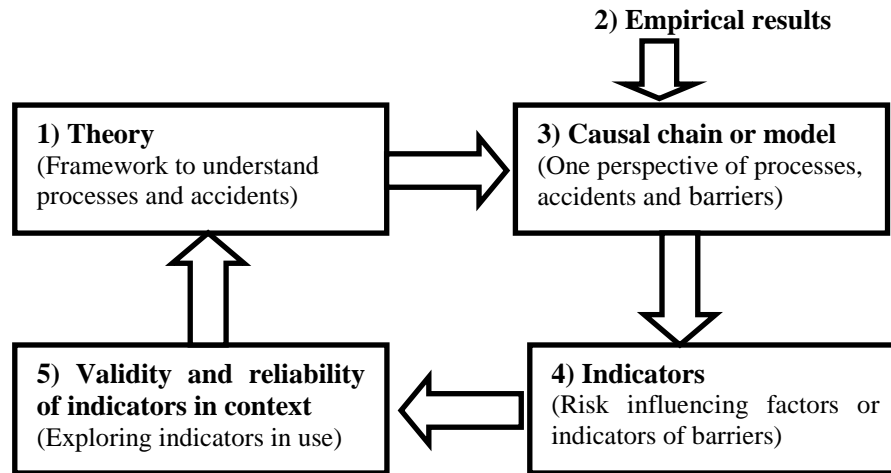 2) Empirical results
1) Theory
(Framework to understand
processes and accidents)
3) Causal chain or model
(One perspective of processes,
accidents and barriers)
5) Validity and reliability
of indicators in context
(Exploring indicators in use)
4) Indicators
(Risk influencing factors or
indicators of barriers)